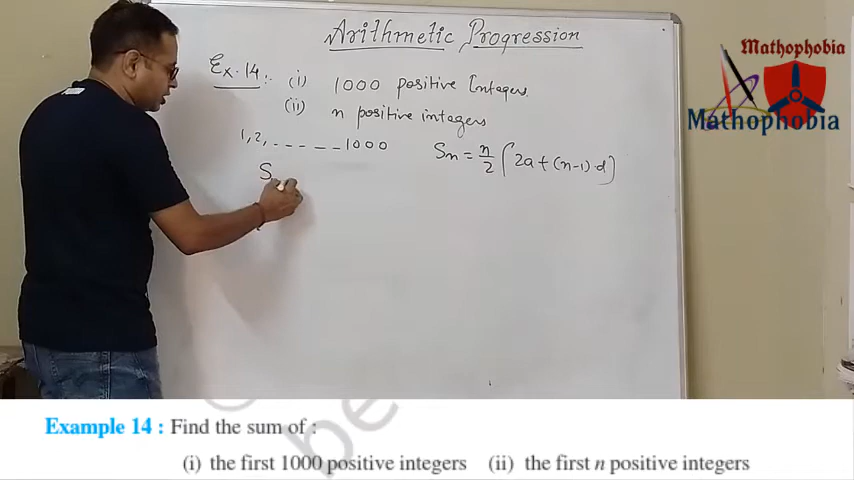 Arithmetic Progression
Ex. 14:. (i) 1000 positive Integers.
(ii) n positive integers
1, 2, - - - - - - 1000
Sn = n/2 [2a + (n-1).d]
S
Mathophobia
Mathophobia
be
Example 14 : Find the sum of :
(i) the first 1000 positive integers (ii) the first n positive integers